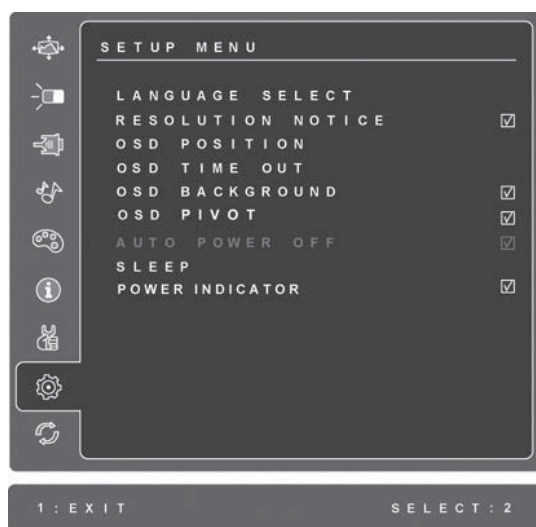 SETUP MENU
LANGUAGE SELECT
RESOLUTION NOTICE
OSD POSITION
OSD TIME OUT
OSD BACKGROUND
OSD PIVOT
AUTO POWER OFF
SLEEP
POWER INDICATOR
1:EXIT SELECT:2